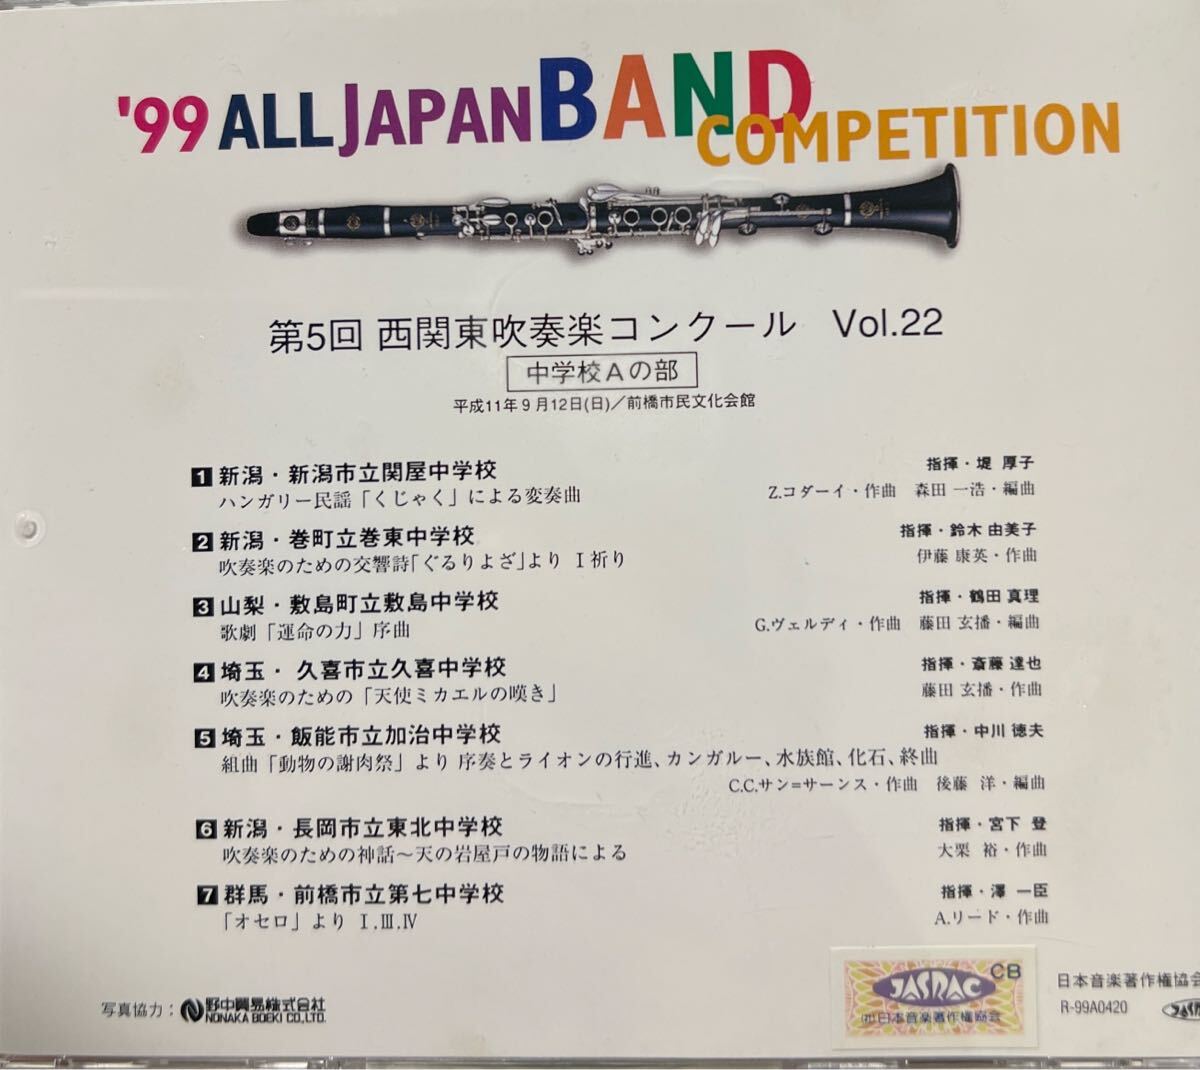 '99 ALL JAPAN BAND COMPETITION
第5回 西関東吹奏楽コンクール Vol.22
中学校Aの部
平成11年9月12日(日)／前橋市民文化会館
1 新潟・新潟市立関屋中学校 指揮・堤 厚子
ハンガリー民謡「くじゃく」による変奏曲 Z.コダーイ・作曲 森田 一浩・編曲
2 新潟・巻町立巻東中学校 指揮・鈴木 由美子
吹奏楽のための交響詩「ぐるりよざ」より Ⅰ祈り 伊藤 康英・作曲
3 山梨・敷島町立敷島中学校 指揮・鶴田 真理
歌劇「運命の力」序曲 G.ヴェルディ・作曲 藤田 玄播・編曲
4 埼玉・ 久喜市立久喜中学校 指揮・斎藤 達也
吹奏楽のための「天使ミカエルの嘆き」 藤田 玄播・作曲
5 埼玉・飯能市立加治中学校 指揮・中川 徳夫
組曲「動物の謝肉祭」より 序奏とライオンの行進、カンガルー、水族館、化石、終曲
C.C.サン=サーンス・作曲 後藤 洋・編曲
6 新潟・長岡市立東北中学校 指揮・宮下 登
吹奏楽のための神話〜天の岩屋戸の物語による 大栗 裕・作曲
7 群馬・前橋市立第七中学校 指揮・澤 一臣
「オセロ」より Ⅰ.Ⅲ.Ⅳ A.リード・作曲
写真協力： 野中貿易株式会社
NONAKA BOEKI CO.,LTD.
CB
JASRAC
(社)日本音楽著作権協会
日本音楽著作権協会
R-99A0420
JASRAC